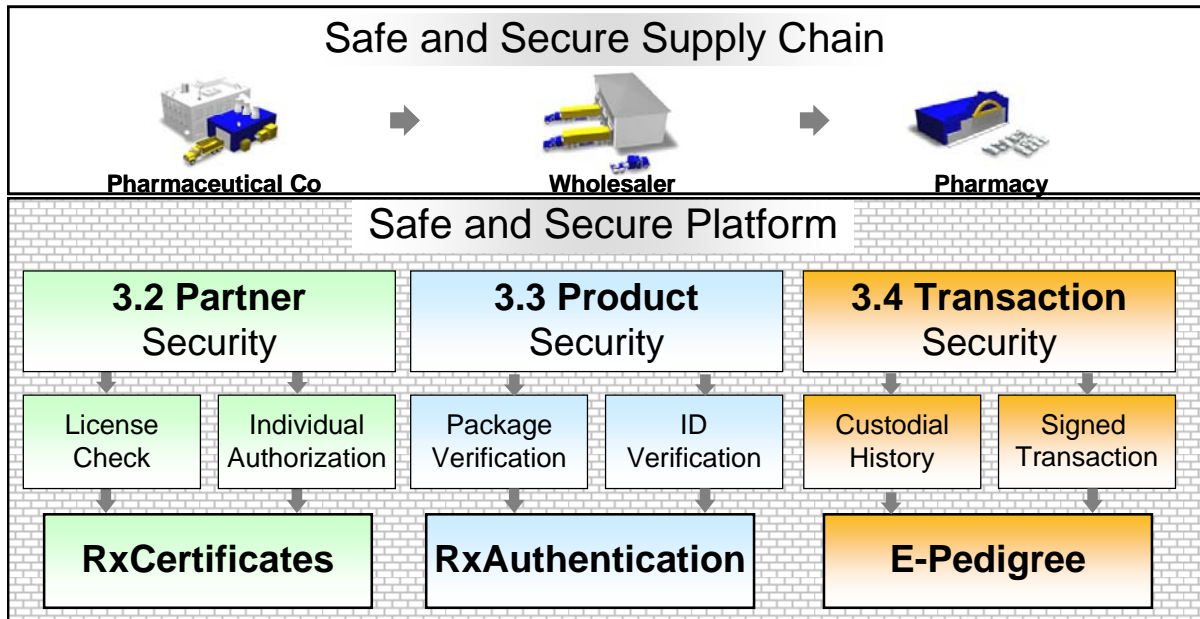 Safe and Secure Supply Chain
Pharmaceutical Co
Wholesaler
Pharmacy
Safe and Secure Platform
3.2 Partner
Security
3.3 Product
Security
3.4 Transaction
Security
License
Check
Individual
Authorization
Package
Verification
ID
Verification
Custodial
History
Signed
Transaction
RxCertificates
RxAuthentication
E-Pedigree